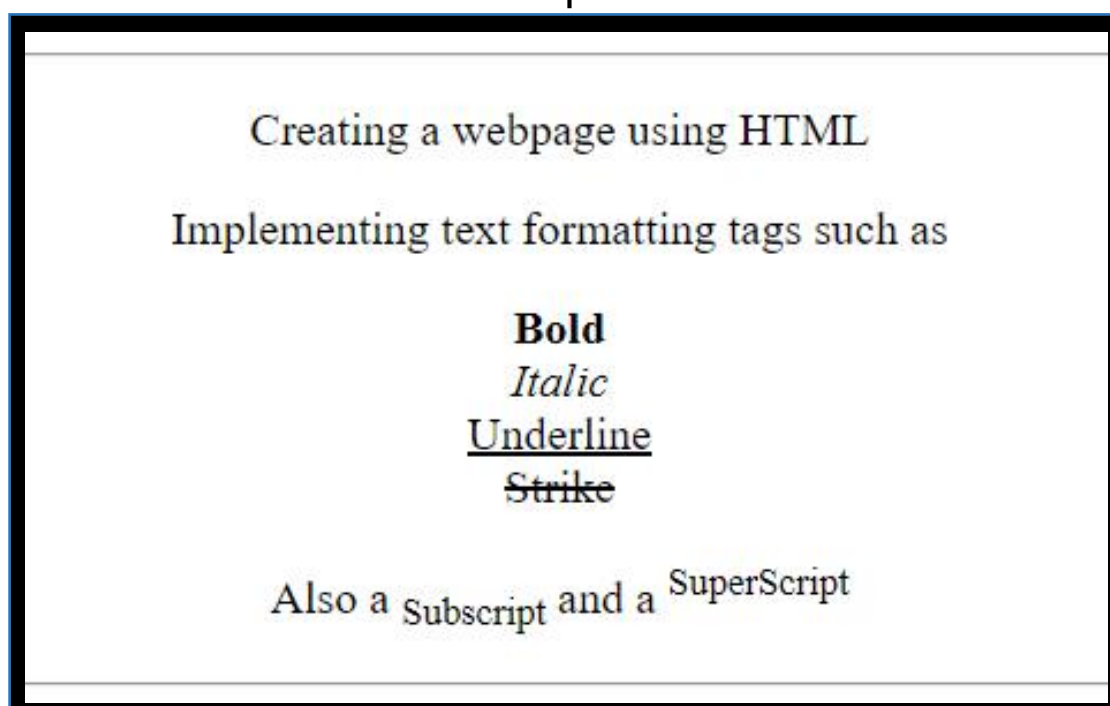 Creating a webpage using HTML
Implementing text formatting tags such as
Bold
Italic
Underline
Strike
Also a Subscript and a SuperScript